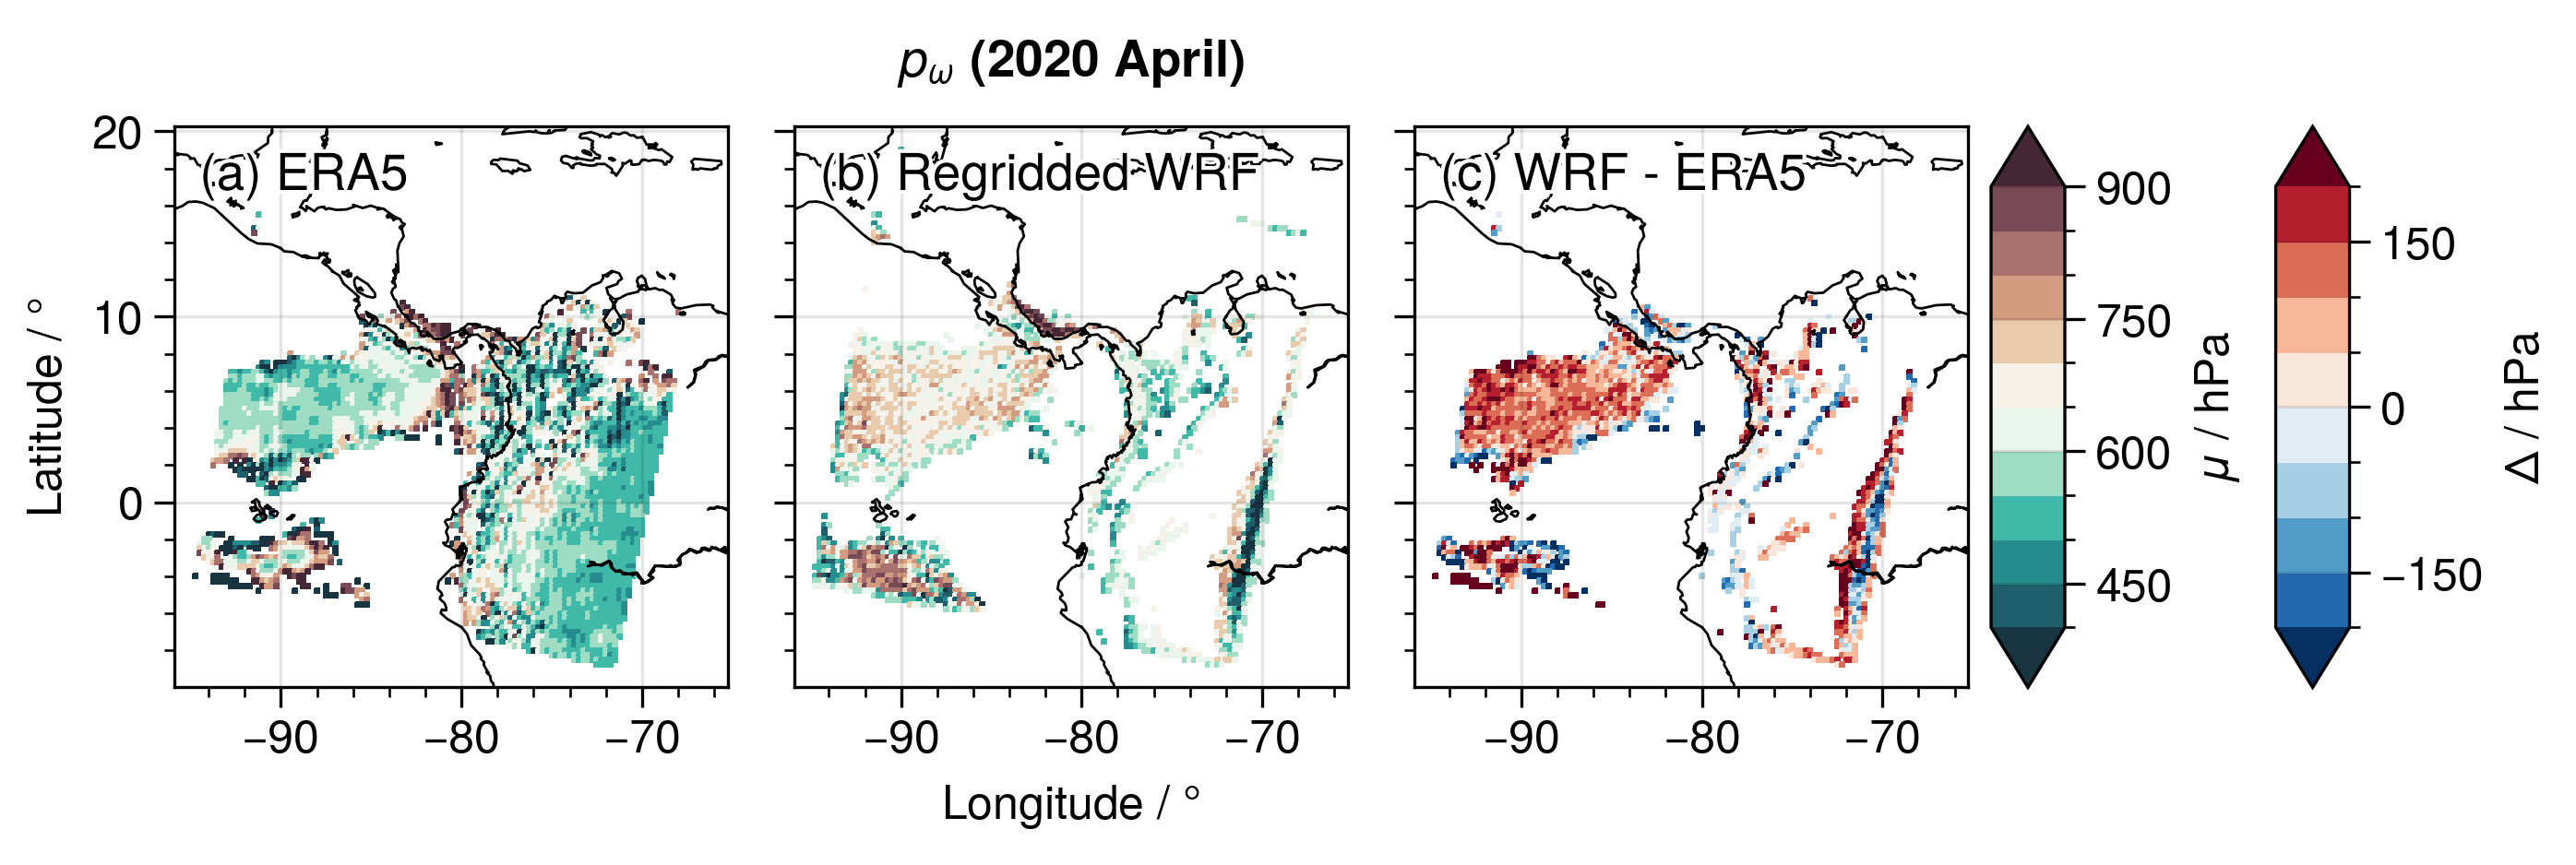 pω (2020 April)
(a) ERA5
(b) Regridded WRF
(c) WRF - ERA5
20
10
0
Latitude / °
−90
−80
−70
−90
−80
−70
−90
−80
−70
Longitude / °
900
750
600
450
μ / hPa
150
0
−150
Δ / hPa